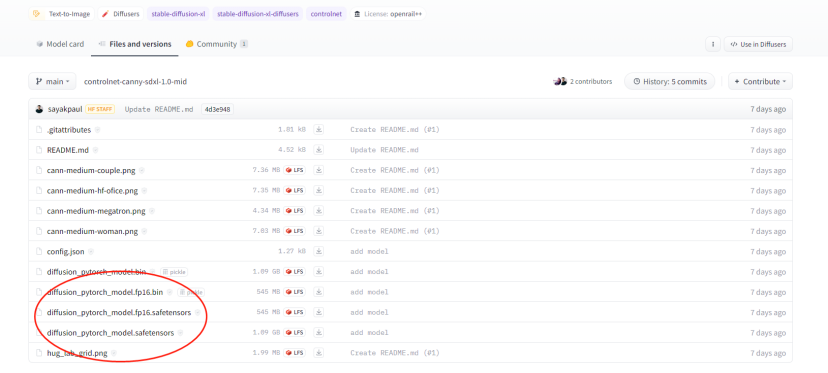 Text-to-Image Diffusers stable-diffusion-xl stable-diffusion-xl-diffusers controlnet License: openrail++
Model card Files and versions Community 2
Use in Diffusers
main controlnet-canny-sdxl-1.0-mid 2 contributors History: 5 commits + Contribute
sayakpaul HF STAFF Update README.md 4d3e948 7 days ago
.gitattributes 1.81 kB Create README.md (#1) 7 days ago
README.md 4.52 kB Update README.md 7 days ago
cann-medium-couple.png 7.36 MB LFS Create README.md (#1) 7 days ago
cann-medium-hf-ofice.png 7.35 MB LFS Create README.md (#1) 7 days ago
cann-medium-megatron.png 4.34 MB LFS Create README.md (#1) 7 days ago
cann-medium-woman.png 7.03 MB LFS Create README.md (#1) 7 days ago
config.json 1.27 kB add model 7 days ago
diffusion_pytorch_model.bin pickle 1.09 GB LFS add model 7 days ago
diffusion_pytorch_model.fp16.bin pickle 545 MB LFS add model 7 days ago
diffusion_pytorch_model.fp16.safetensors 545 MB LFS add model 7 days ago
diffusion_pytorch_model.safetensors 1.09 GB LFS add model 7 days ago
hug_lab_grid.png 1.99 MB LFS Create README.md (#1) 7 days ago